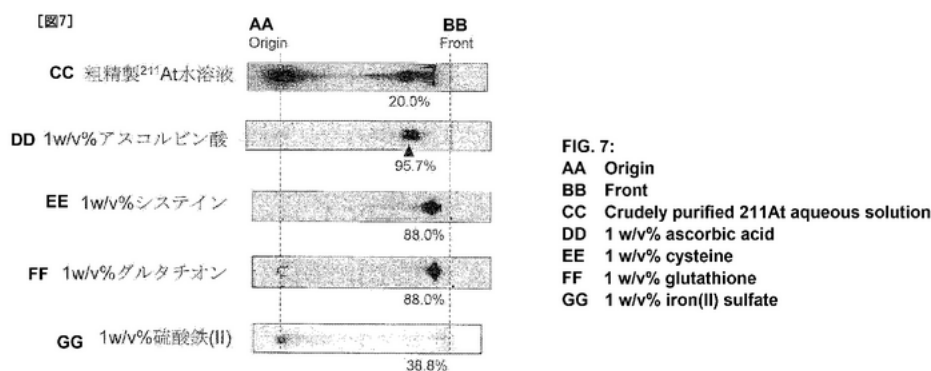 [図7]
AA
Origin
BB
Front
CC 粗精製²¹¹At水溶液
20.0%
DD 1w/v%アスコルビン酸
95.7%
EE 1w/v%システイン
88.0%
FF 1w/v%グルタチオン
88.0%
GG 1w/v%硫酸鉄(II)
38.8%
FIG. 7:
AA Origin
BB Front
CC Crudely purified 211At aqueous solution
DD 1 w/v% ascorbic acid
EE 1 w/v% cysteine
FF 1 w/v% glutathione
GG 1 w/v% iron(II) sulfate